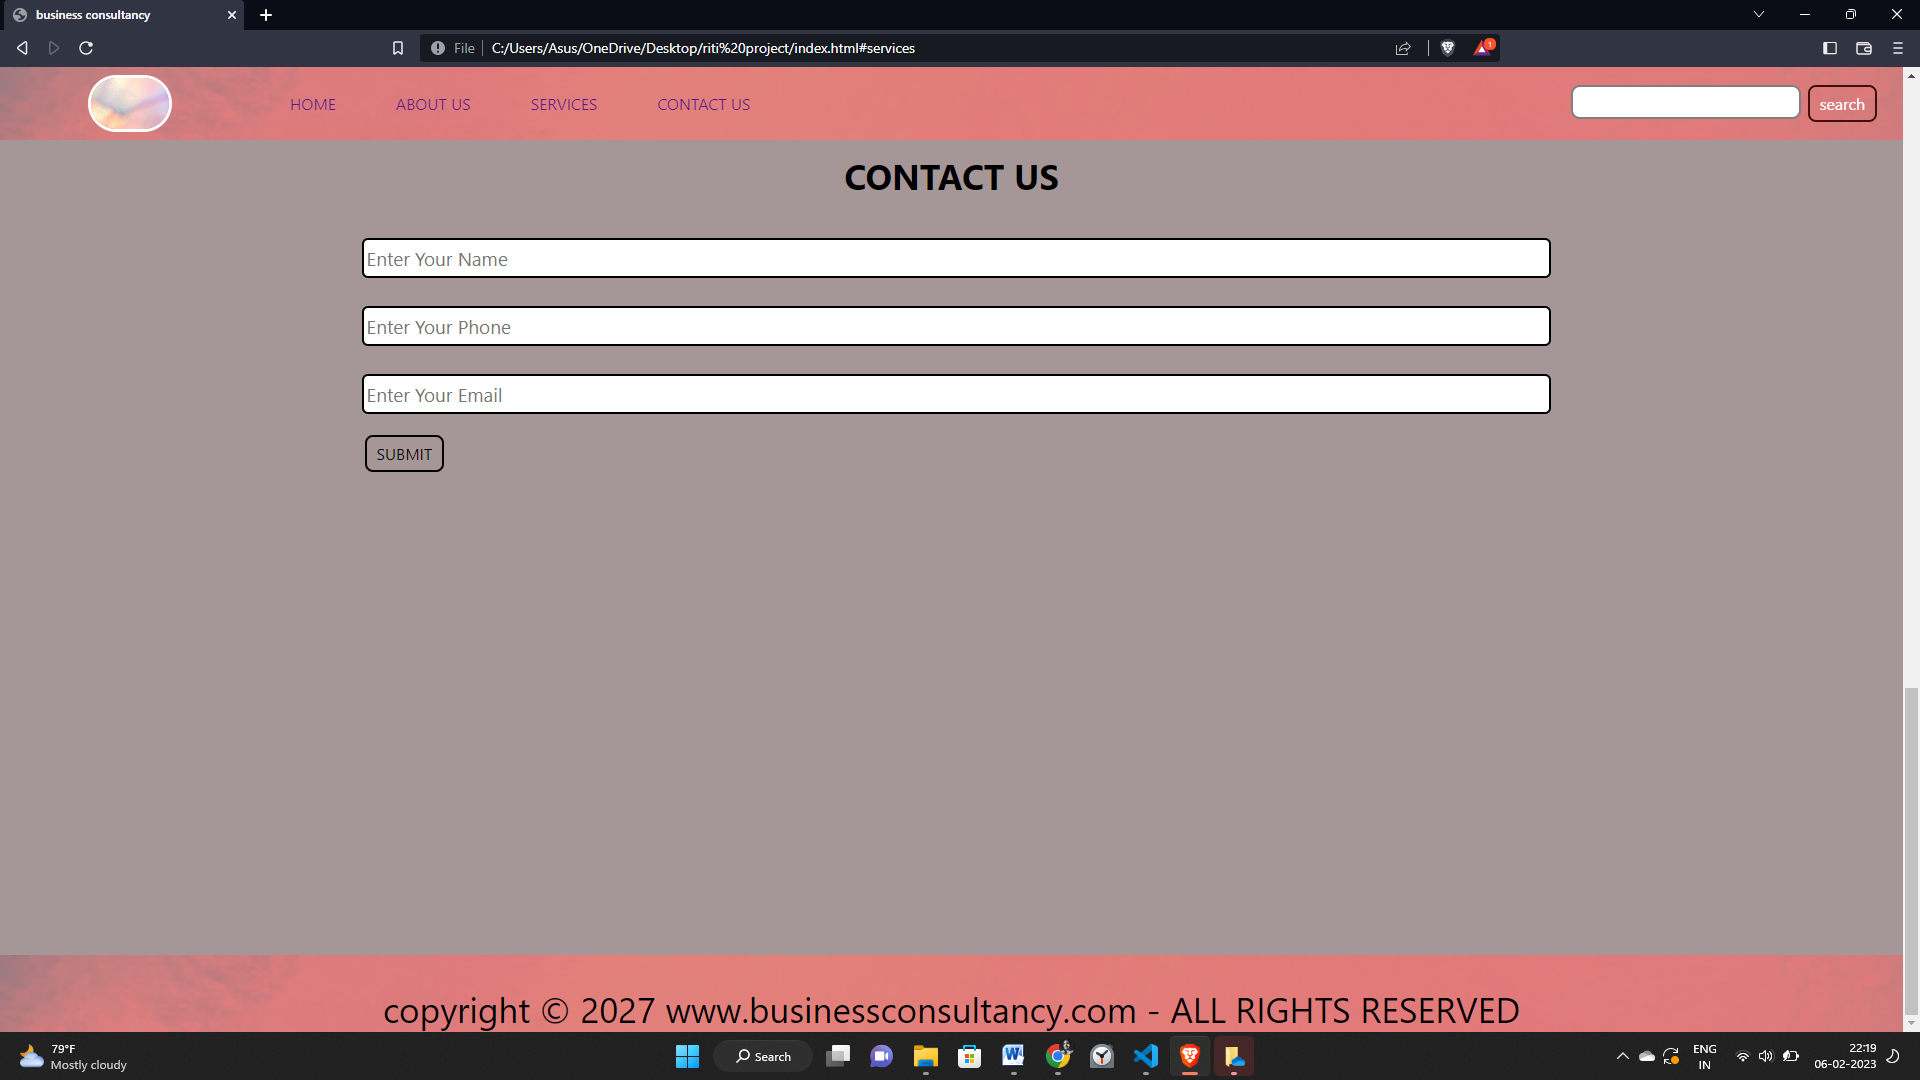 business consultancy
File
C:/Users/Asus/OneDrive/Desktop/riti%20project/index.html#services
1
HOME ABOUT US SERVICES CONTACT US
search
CONTACT US
Enter Your Name
Enter Your Phone
Enter Your Email
SUBMIT
copyright © 2027 www.businessconsultancy.com - ALL RIGHTS RESERVED
79°F
Mostly cloudy
Search
ENG
IN
22:19
06-02-2023